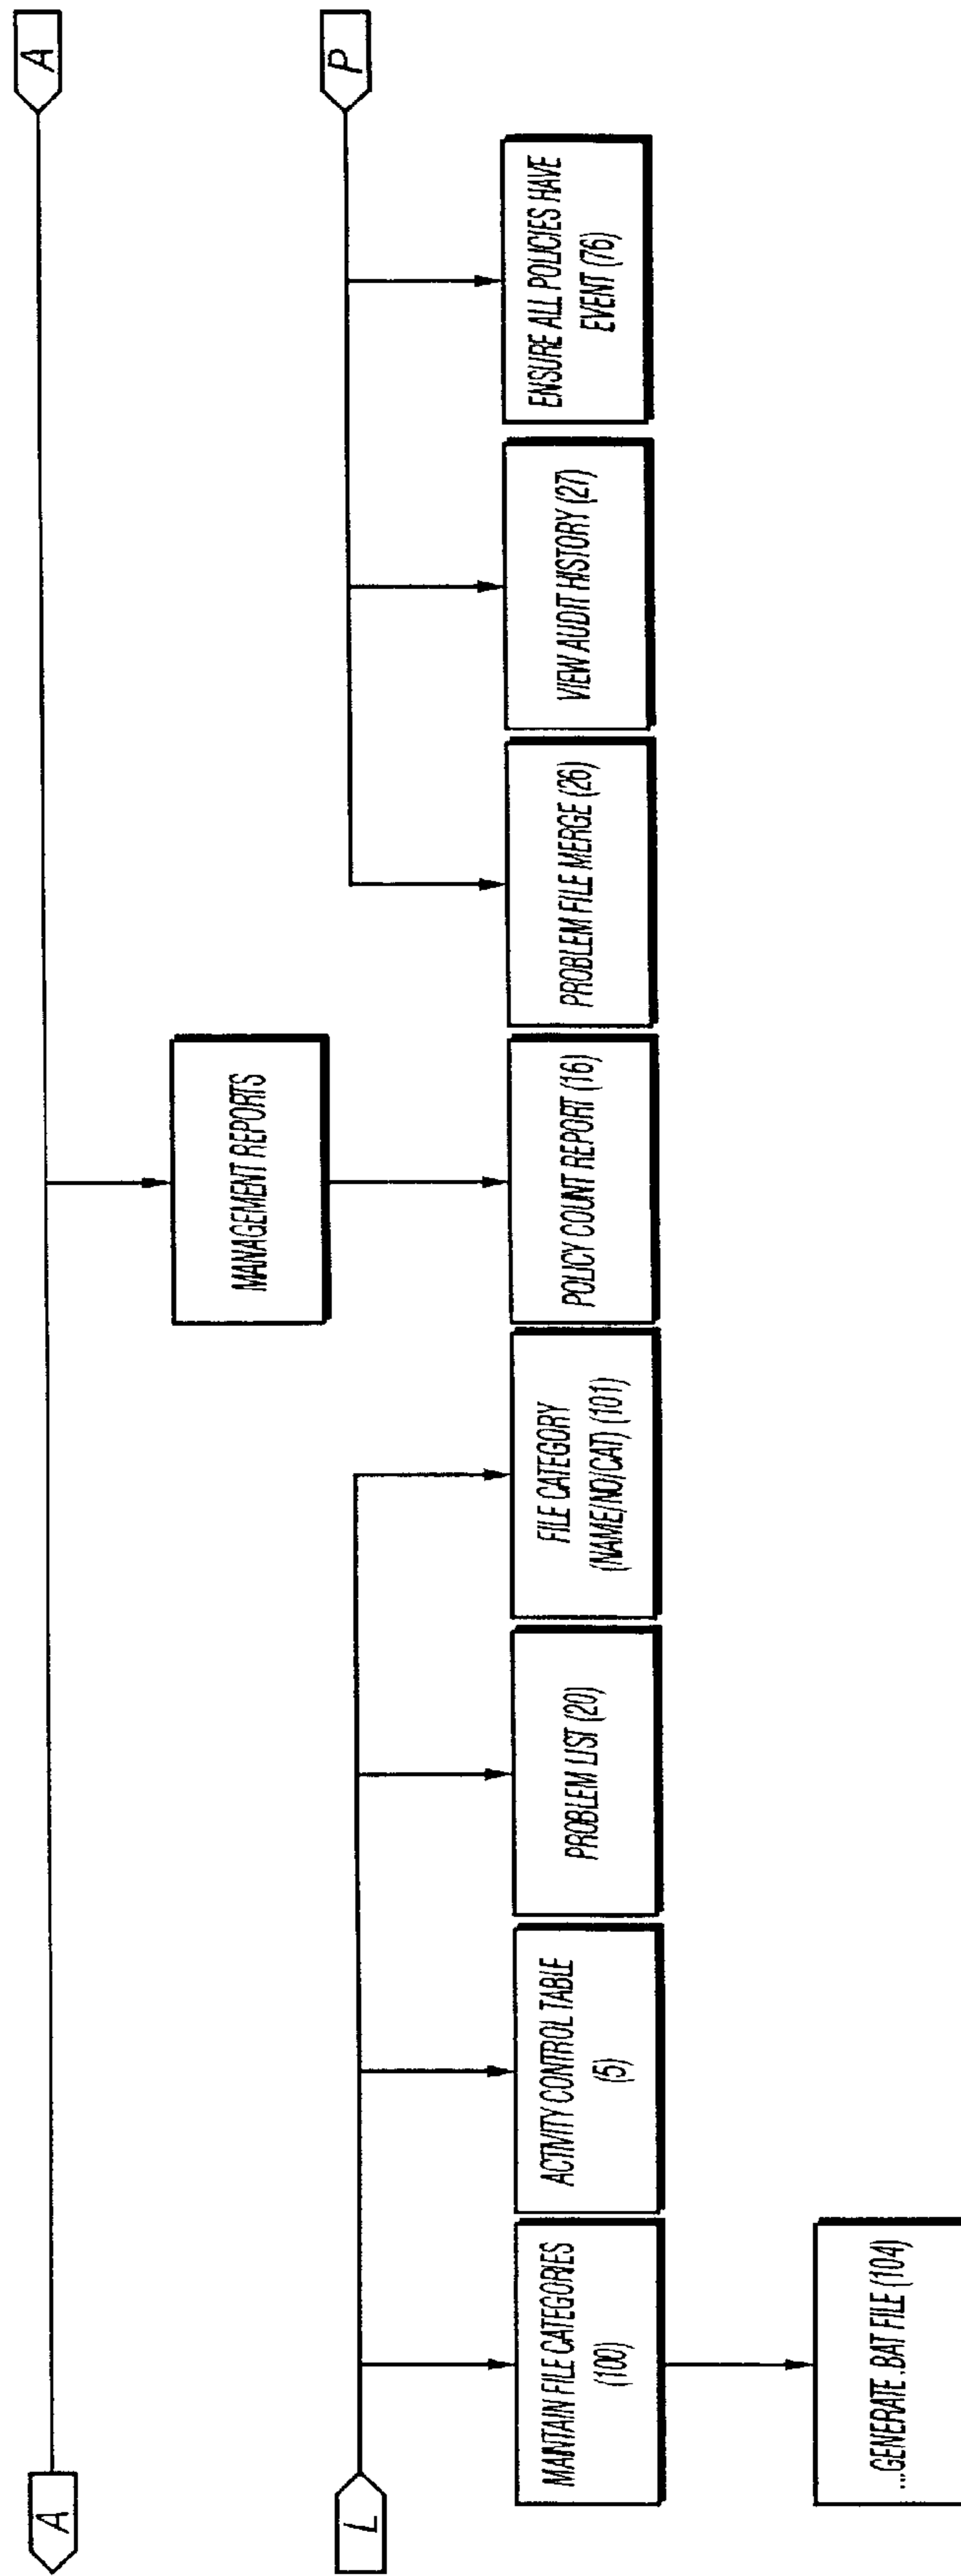 A
A
MANAGEMENT REPORTS
L
P
MAINTAIN FILE CATEGORIES
(100)
ACTIVITY CONTROL TABLE
(5)
PROBLEM LIST (20)
FILE CATEGORY
(NAME/NO/CAT) (101)
POLICY COUNT REPORT (16)
PROBLEM FILE MERGE (26)
VIEW AUDIT HISTORY (27)
ENSURE ALL POLICIES HAVE
EVENT (76)
...GENERATE .BAT FILE (104)